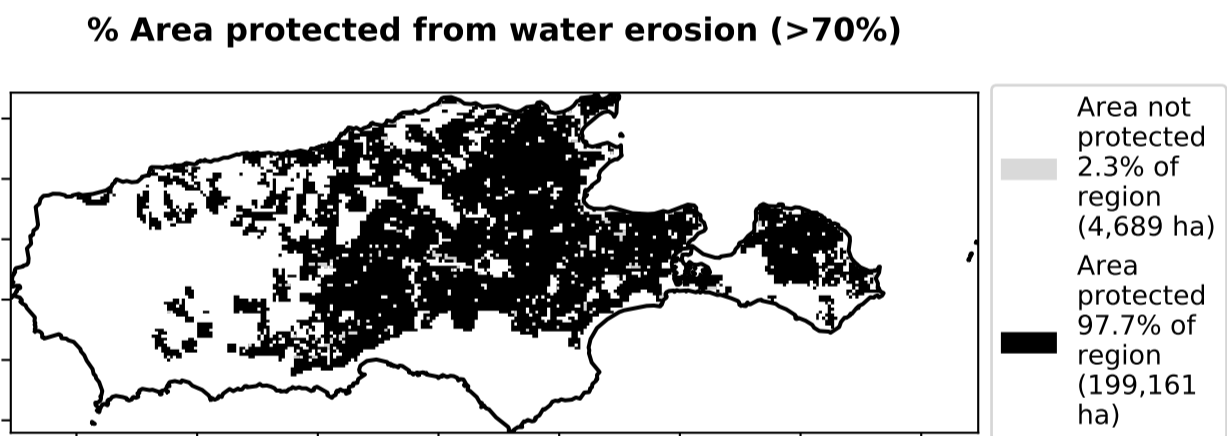 % Area protected from water erosion (>70%)
Area not
protected
2.3% of
region
(4,689 ha)
Area
protected
97.7% of
region
(199,161
ha)